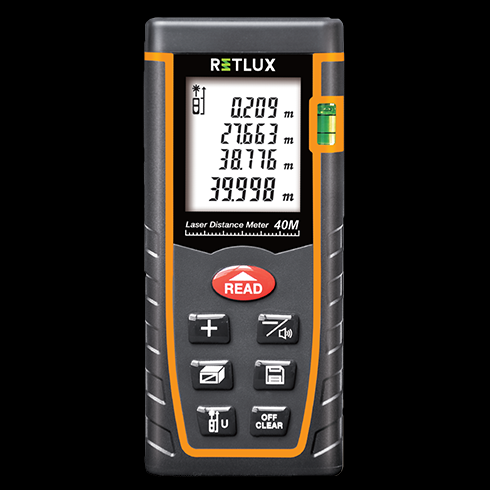 RETLUX
0.209 m
27.663 m
38.776 m
39.998 m
Laser Distance Meter 40M
READ
U
OFF
CLEAR